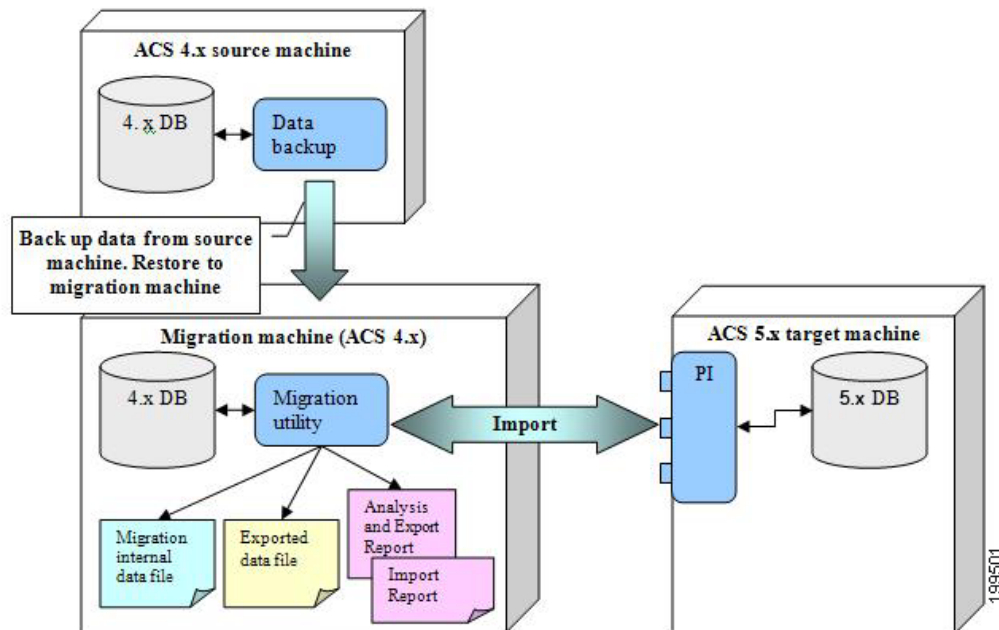 ACS 4.x source machine
4. x DB
Data
backup
Back up data from source
machine. Restore to
migration machine
Migration machine (ACS 4.x)
4.x DB
Migration
utility
Import
ACS 5.x target machine
PI
5.x DB
Migration
internal
data file
Exported
data file
Analysis
and Export
Report
Import
Report
199501